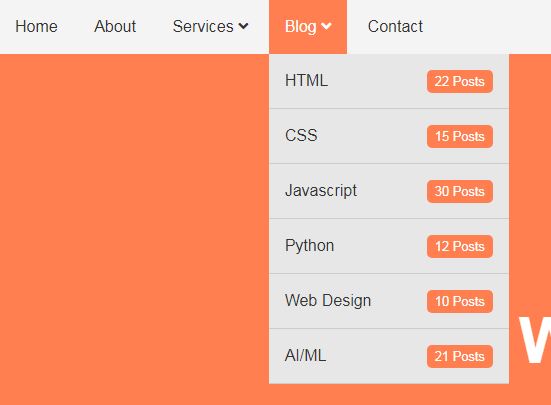 Home About Services Blog Contact
HTML 22 Posts
CSS 15 Posts
Javascript 30 Posts
Python 12 Posts
Web Design 10 Posts
AI/ML 21 Posts